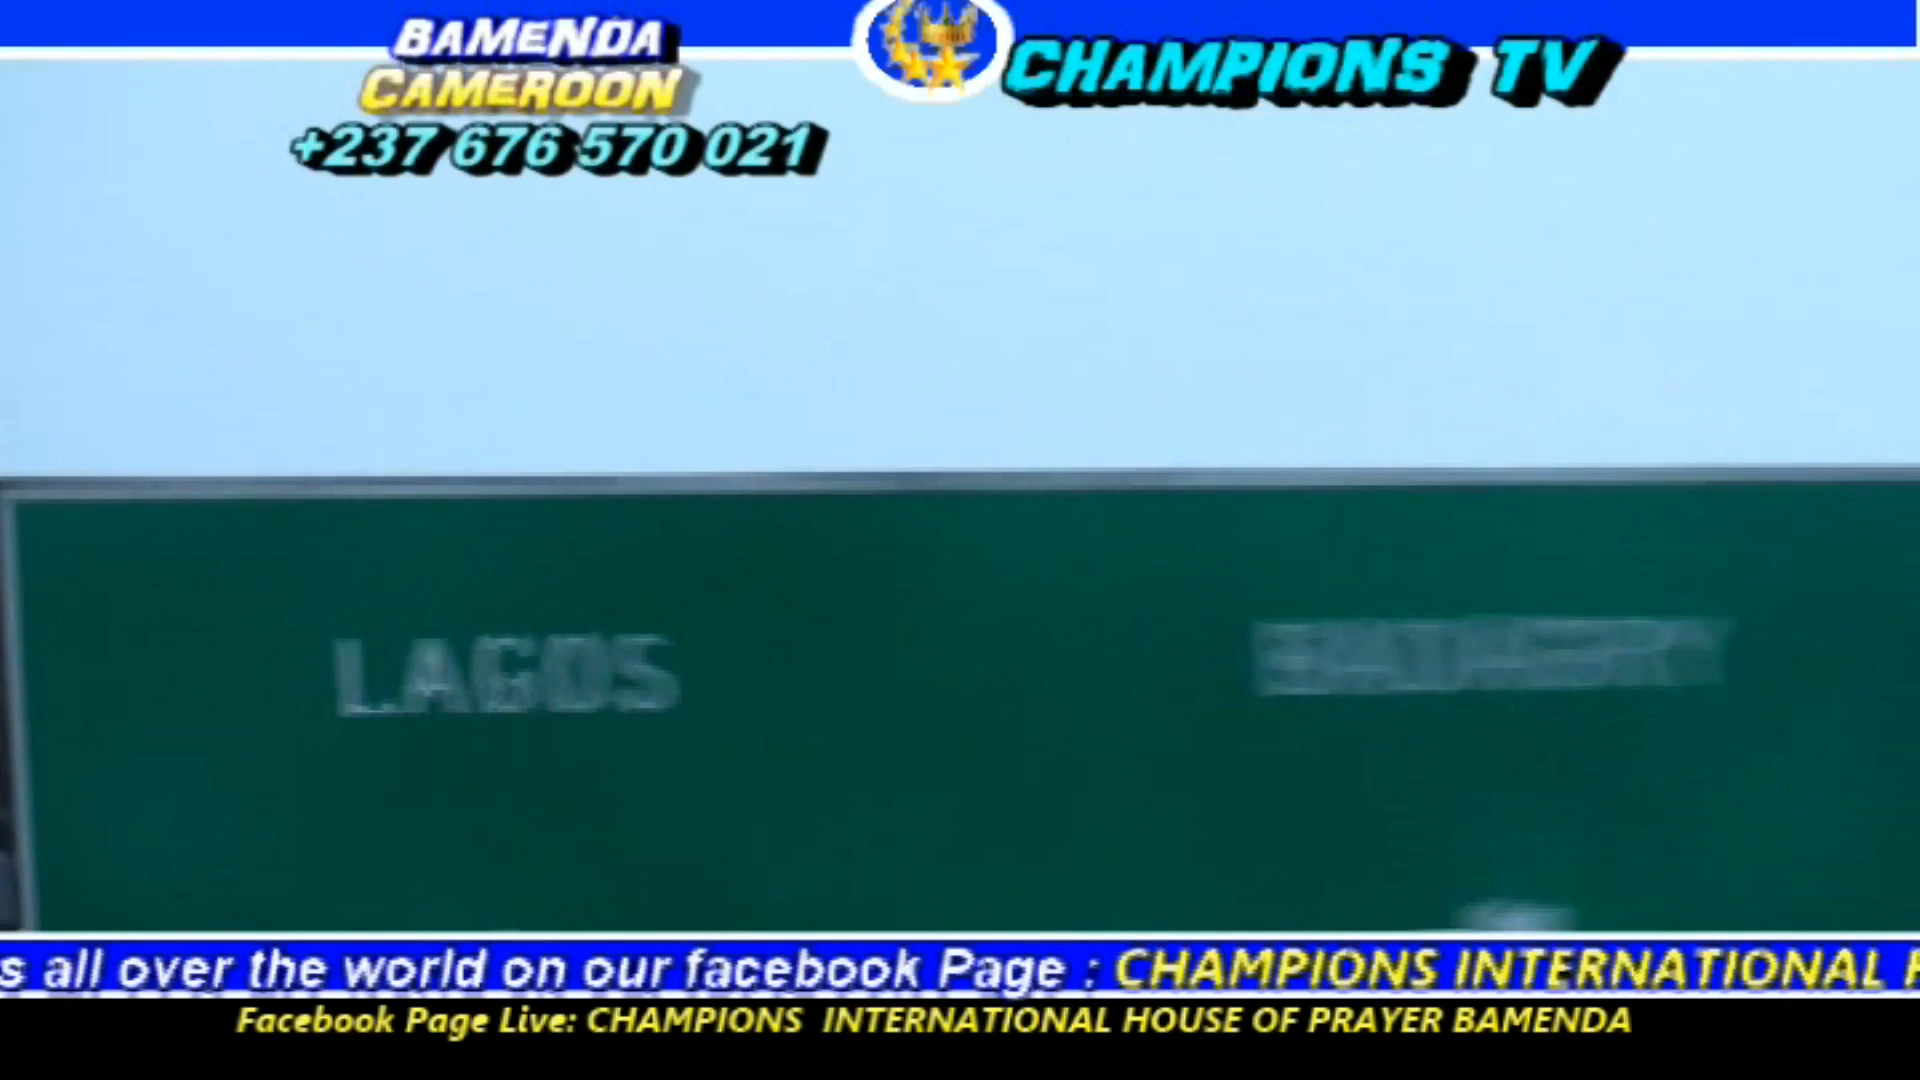 BAMENDA
CAMEROON
+237 676 570 021
CHAMPIONS TV
LAGOS
s all over the world on our facebook Page : CHAMPIONS INTERNATIONAL
Facebook Page Live: CHAMPIONS INTERNATIONAL HOUSE OF PRAYER BAMENDA